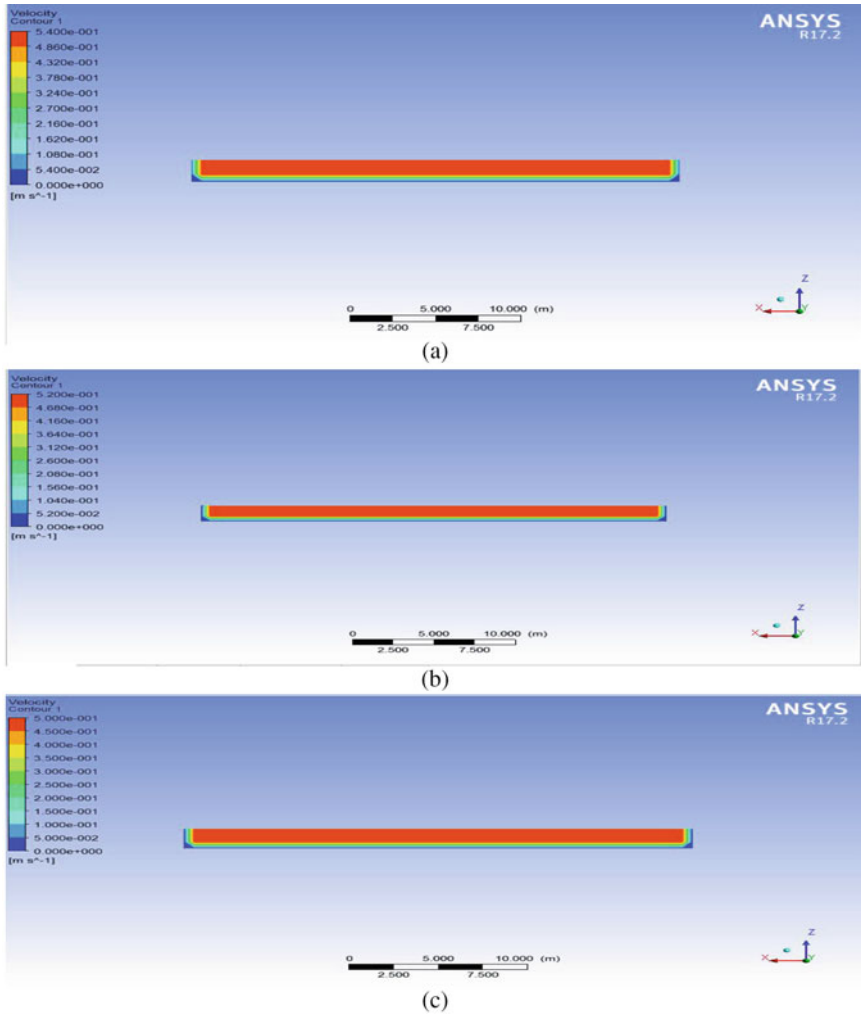 Velocity
Contour 1
5.400e-001
4.860e-001
4.320e-001
3.780e-001
3.240e-001
2.700e-001
2.160e-001
1.620e-001
1.080e-001
5.400e-002
0.000e+000
[m s^-1]
ANSYS
R17.2
0 5.000 10.000 (m)
2.500 7.500
Z
X Y
(a)
Velocity
Contour 1
5.200e-001
4.680e-001
4.160e-001
3.640e-001
3.120e-001
2.600e-001
2.080e-001
1.560e-001
1.040e-001
5.200e-002
0.000e+000
[m s^-1]
ANSYS
R17.2
0 5.000 10.000 (m)
2.500 7.500
Z
X Y
(b)
Velocity
Contour 1
5.000e-001
4.500e-001
4.000e-001
3.500e-001
3.000e-001
2.500e-001
2.000e-001
1.500e-001
1.000e-001
5.000e-002
0.000e+000
[m s^-1]
ANSYS
R17.2
0 5.000 10.000 (m)
2.500 7.500
Z
X Y
(c)